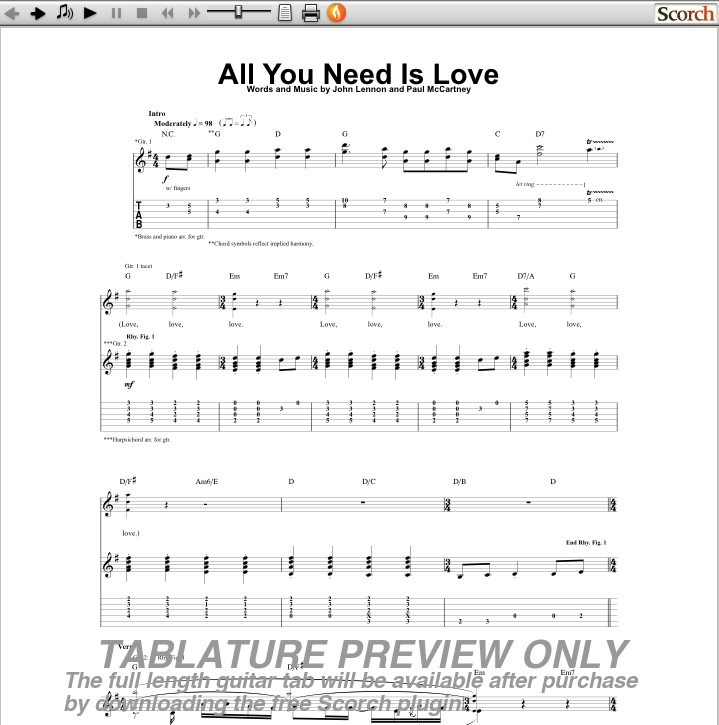 Scorch
All You Need Is Love
Words and Music by John Lennon and Paul McCartney
Intro
Moderately ♩ = 98
N.C. **G D G C D7
*Gtr. 1
f
w/ fingers
let ring
T
A
B
*Brass and piano arr. for gtr.
**Chord symbols reflect implied harmony.
Gtr. 1 tacet
G D/F# Em Em7 G D/F# Em Em7 D7/A G
(Love, love, love. Love, love, love. Love, love,
Rhy. Fig. 1
***Gtr. 2
mf
***Harpsichord arr. for gtr.
D/F# Am6/E D D/C D/B D
love.)
End Rhy. Fig. 1
TABLATURE PREVIEW ONLY
The full length guitar tab will be available after purchase
Em Em7
by downloading the free Scorch plugin.